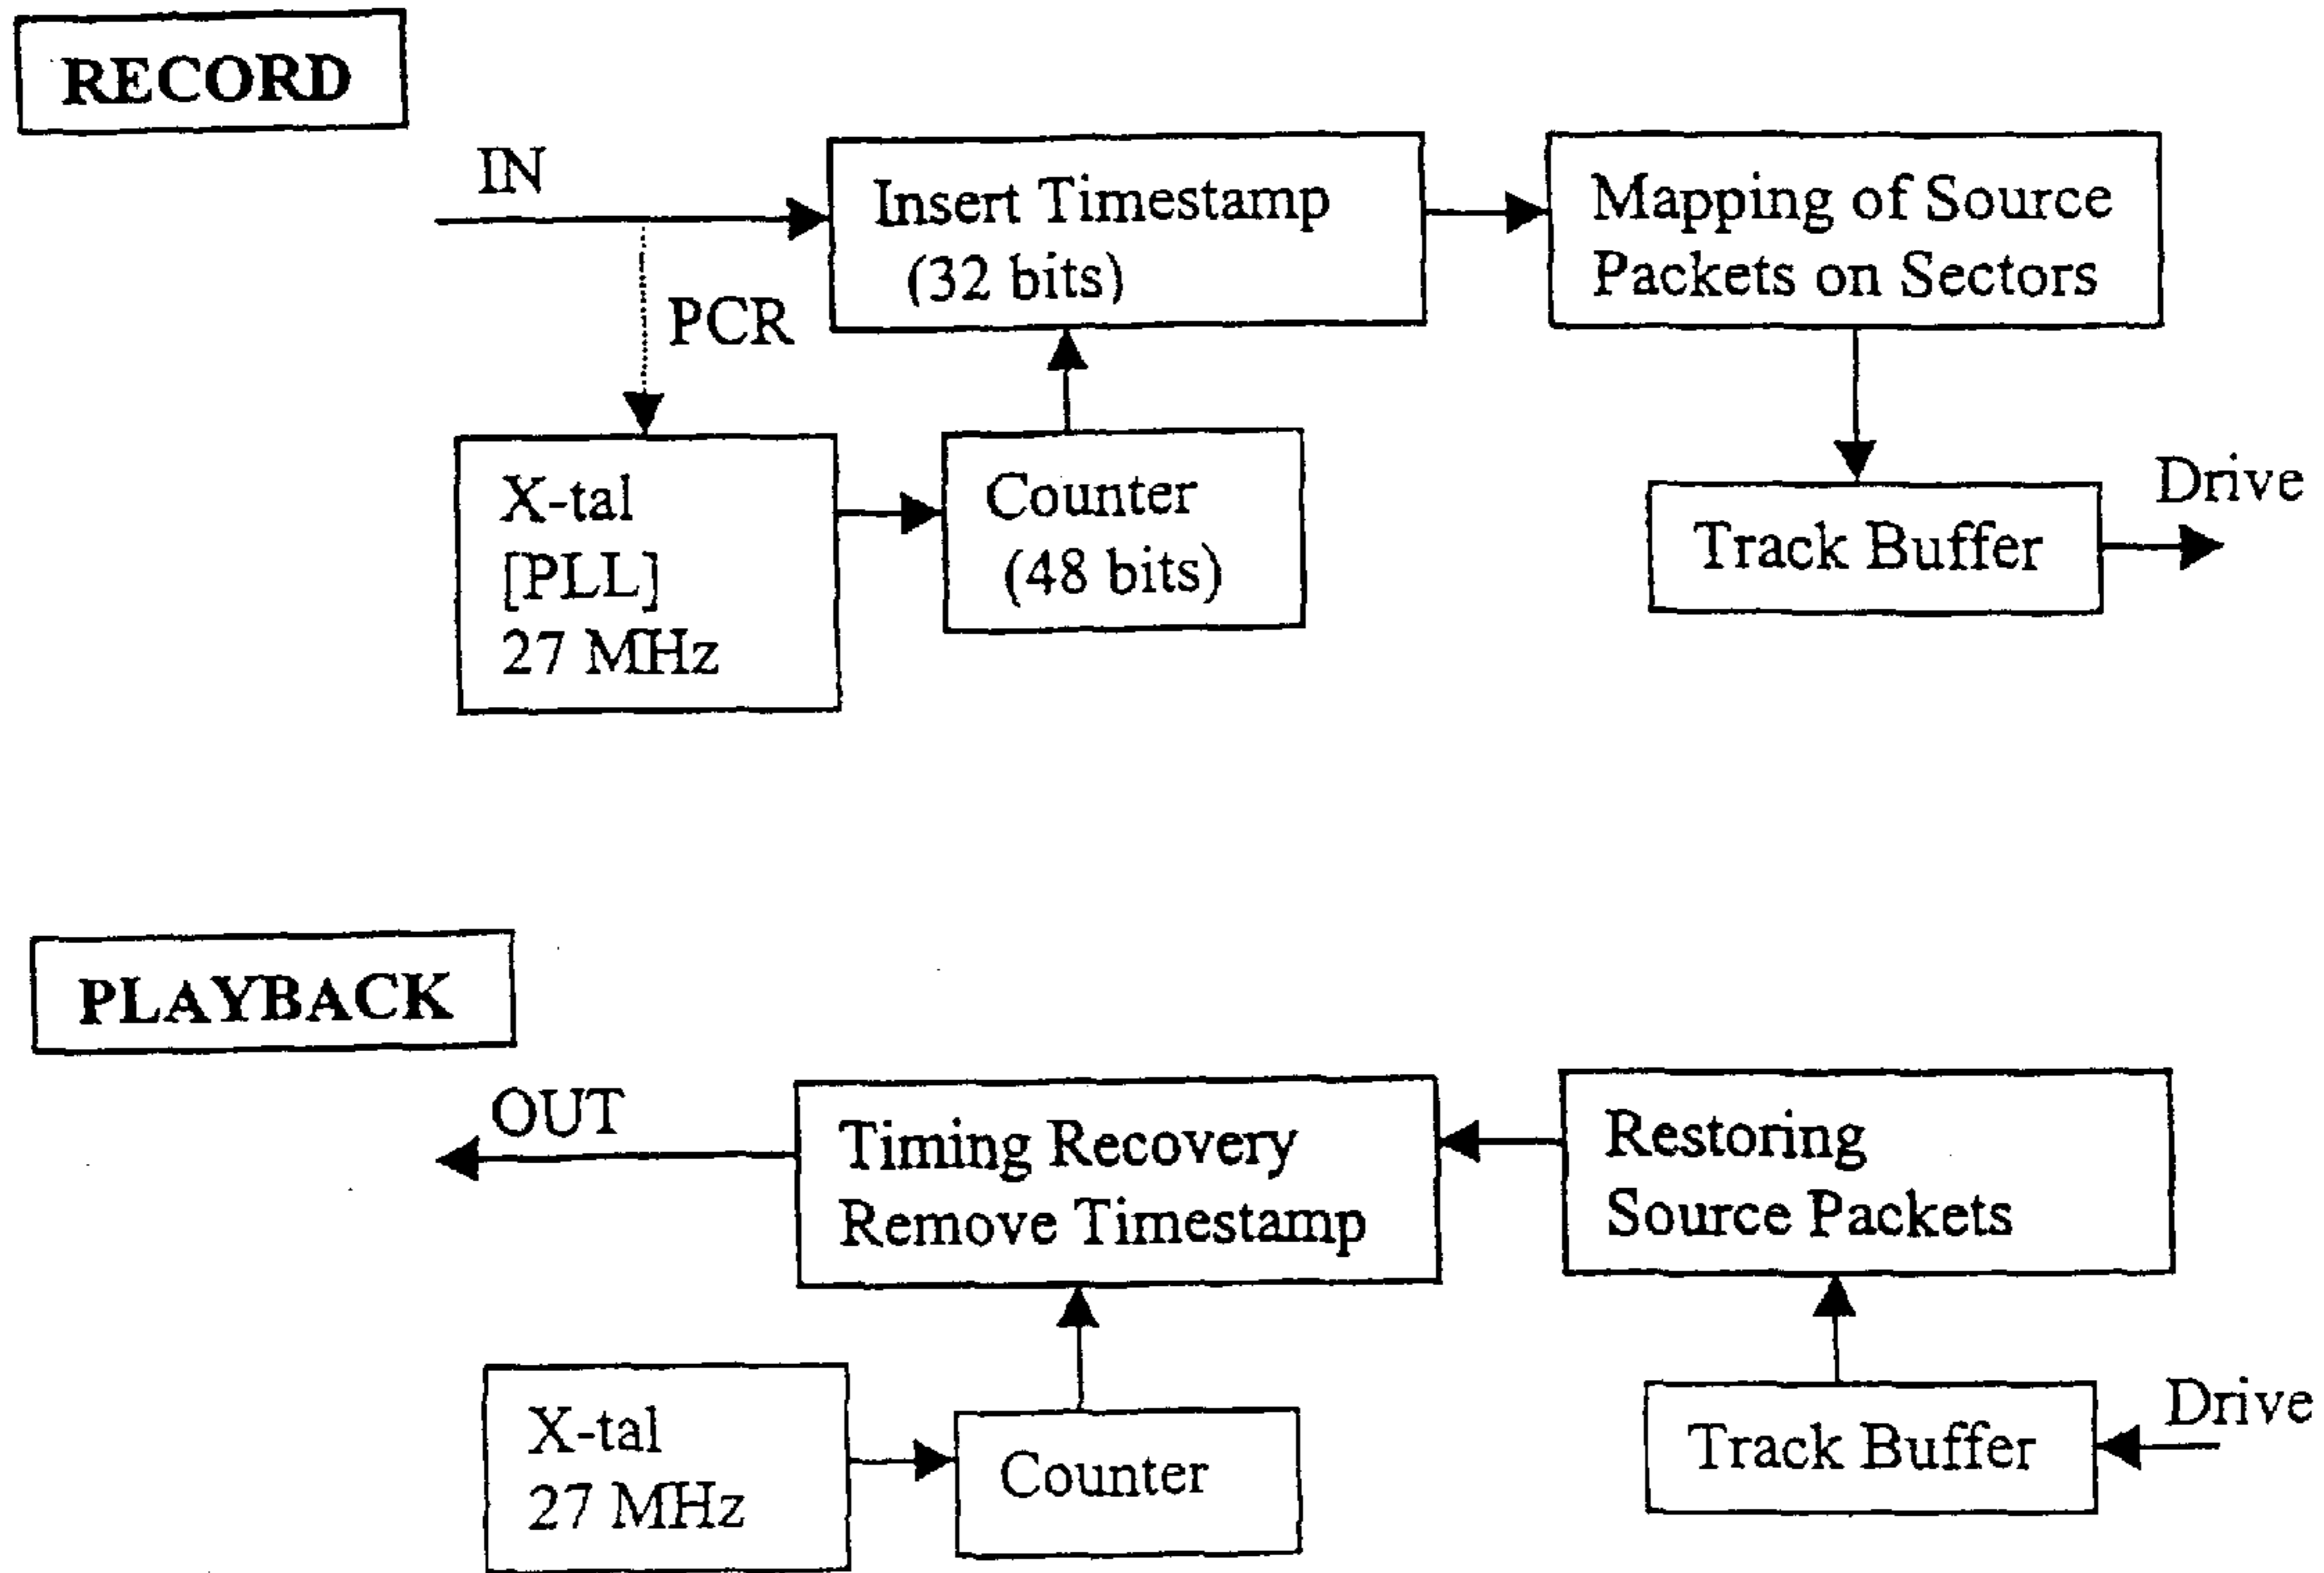 RECORD
IN
Insert Timestamp
(32 bits)
Mapping of Source
Packets on Sectors
PCR
X-tal
[PLL]
27 MHz
Counter
(48 bits)
Track Buffer
Drive
PLAYBACK
OUT
Timing Recovery
Remove Timestamp
Restoring
Source Packets
X-tal
27 MHz
Counter
Track Buffer
Drive